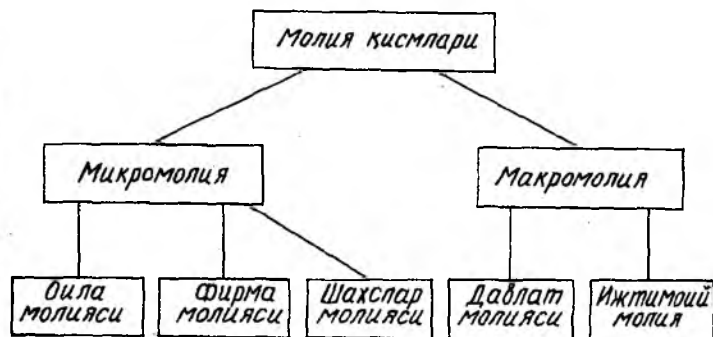 Молия қисмлари
Микромолия
Макромолия
Оила
молияси
Фирма
молияси
Шахслар
молияси
Давлат
молияси
Ижтимоий
молия